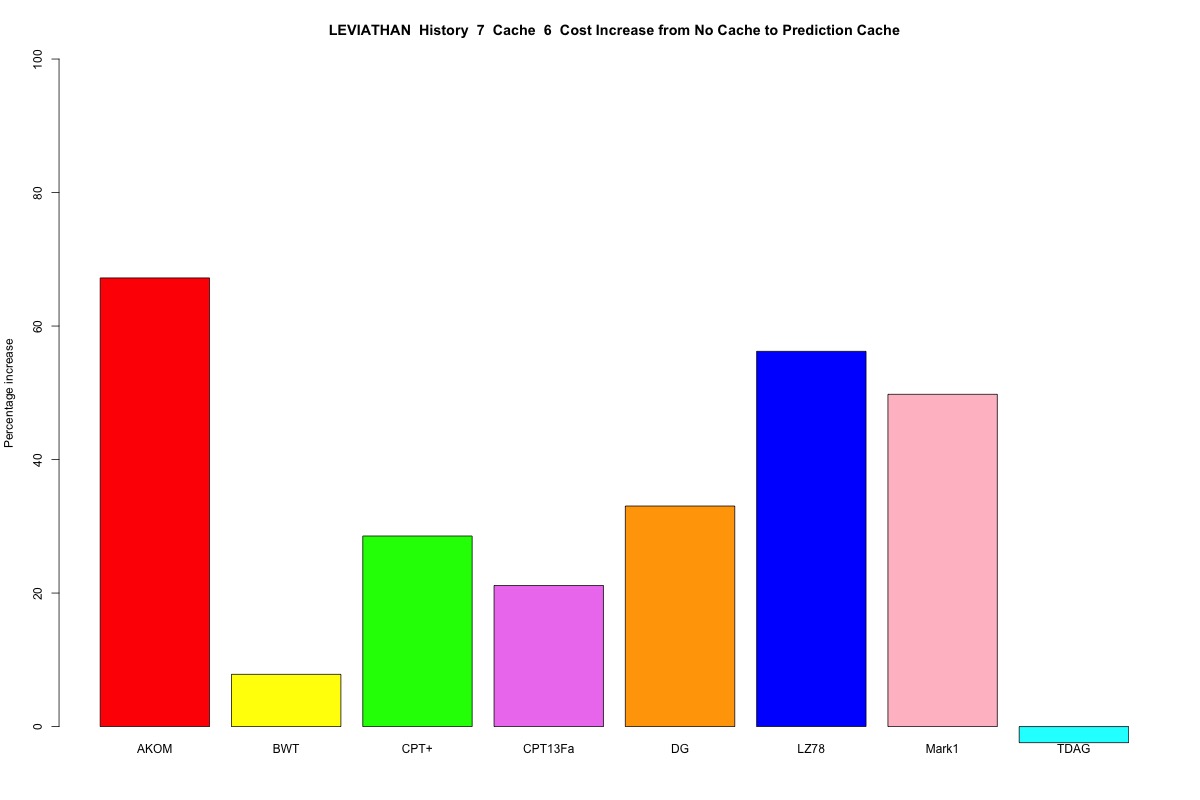 LEVIATHAN  History  7  Cache  6  Cost Increase from No Cache to Prediction Cache
Percentage increase
100
80
60
40
20
0
AKOM
BWT
CPT+
CPT13Fa
DG
LZ78
Mark1
TDAG